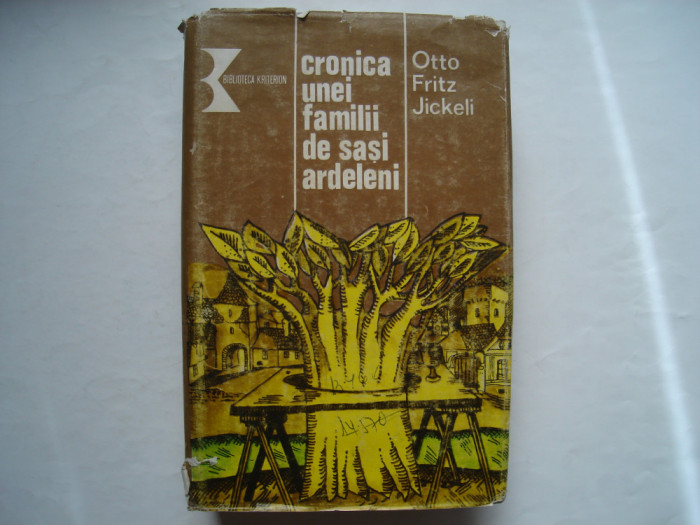 BIBLIOTECA KRITERION
cronica
unei
familii
de sași
ardeleni
Otto
Fritz
Jickeli